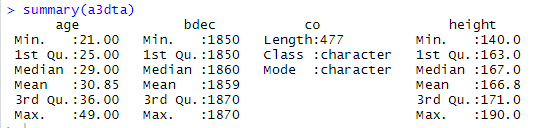 > summary(a3dta)
age bdec co height
Min. :21.00 Min. :1850 Length:477 Min. :140.0
1st Qu.:25.00 1st Qu.:1850 Class :character 1st Qu.:163.0
Median :29.00 Median :1860 Mode :character Median :167.0
Mean :30.85 Mean :1859 Mean :166.8
3rd Qu.:36.00 3rd Qu.:1870 3rd Qu.:171.0
Max. :49.00 Max. :1870 Max. :190.0